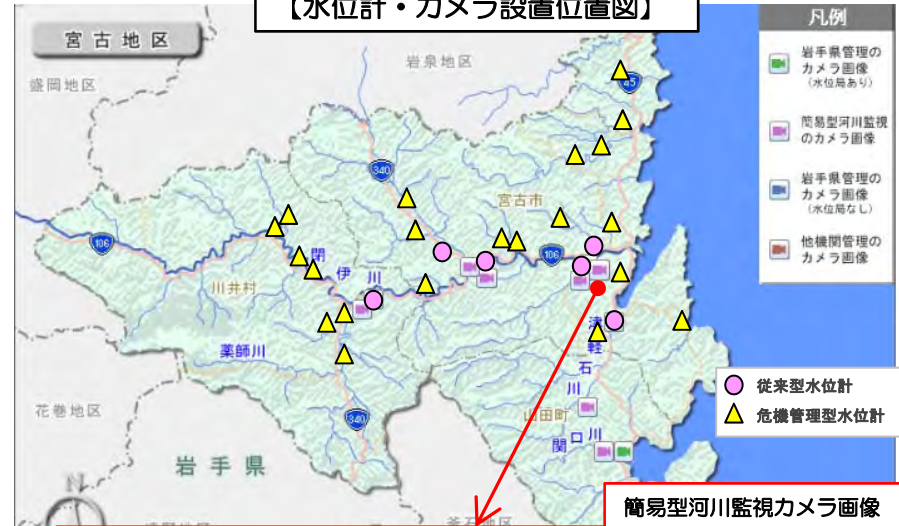 【水位計・カメラ設置位置図】
宮古地区
盛岡地区
岩泉地区
凡例
岩手県管理の
カメラ画像
(水位局あり)
簡易型河川監視
のカメラ画像
岩手県管理の
カメラ画像
(水位局なし)
他機関管理の
カメラ画像
45
340
宮古市
106
106
閉伊川
川井村
薬師川
津軽石川
山田町
関口川
340
花巻地区
岩手県
N
釜石地区
従来型水位計
危機管理型水位計
簡易型河川監視カメラ画像